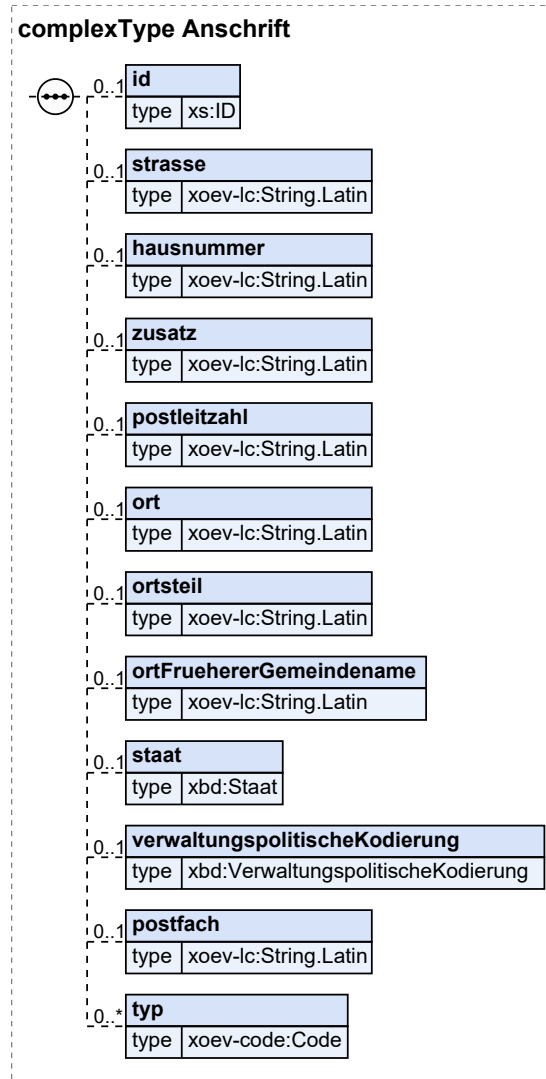 complexType Anschrift
0..1 id
type xs:ID
0..1 strasse
type xoev-lc:String.Latin
0..1 hausnummer
type xoev-lc:String.Latin
0..1 zusatz
type xoev-lc:String.Latin
0..1 postleitzahl
type xoev-lc:String.Latin
0..1 ort
type xoev-lc:String.Latin
0..1 ortsteil
type xoev-lc:String.Latin
0..1 ortFruehererGemeindename
type xoev-lc:String.Latin
0..1 staat
type xbd:Staat
0..1 verwaltungspolitischeKodierung
type xbd:VerwaltungspolitischeKodierung
0..1 postfach
type xoev-lc:String.Latin
0..* typ
type xoev-code:Code